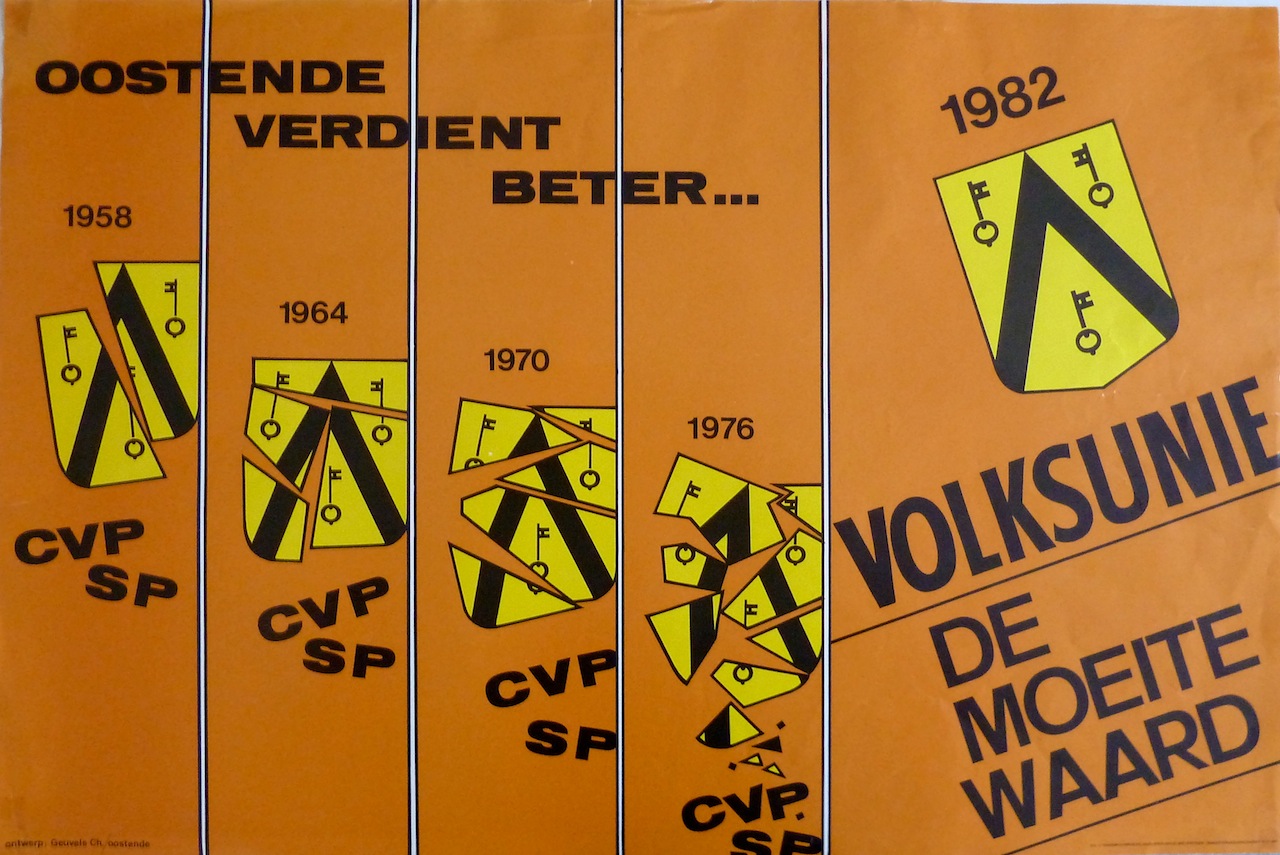 OOSTENDE
VERDIENT
BETER...
1958
CVP
SP
1964
CVP
SP
1970
CVP
SP
1976
CVP.
SP
1982
VOLKSUNIE
DE
MOEITE
WAARD
ontwerp: Geuvels Ch. oostende